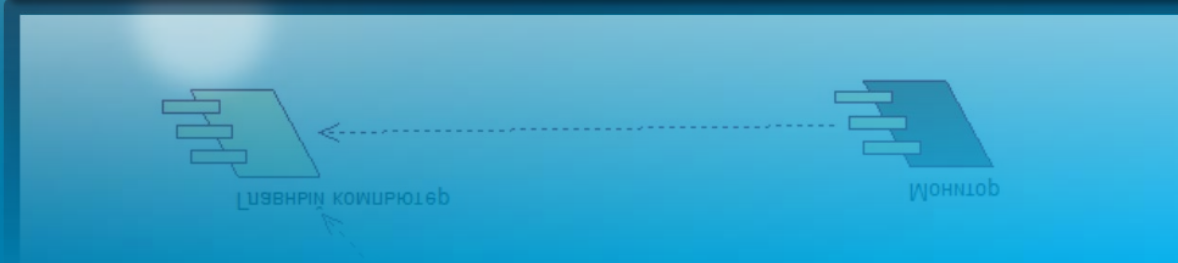 Главный компьютер
Монитор